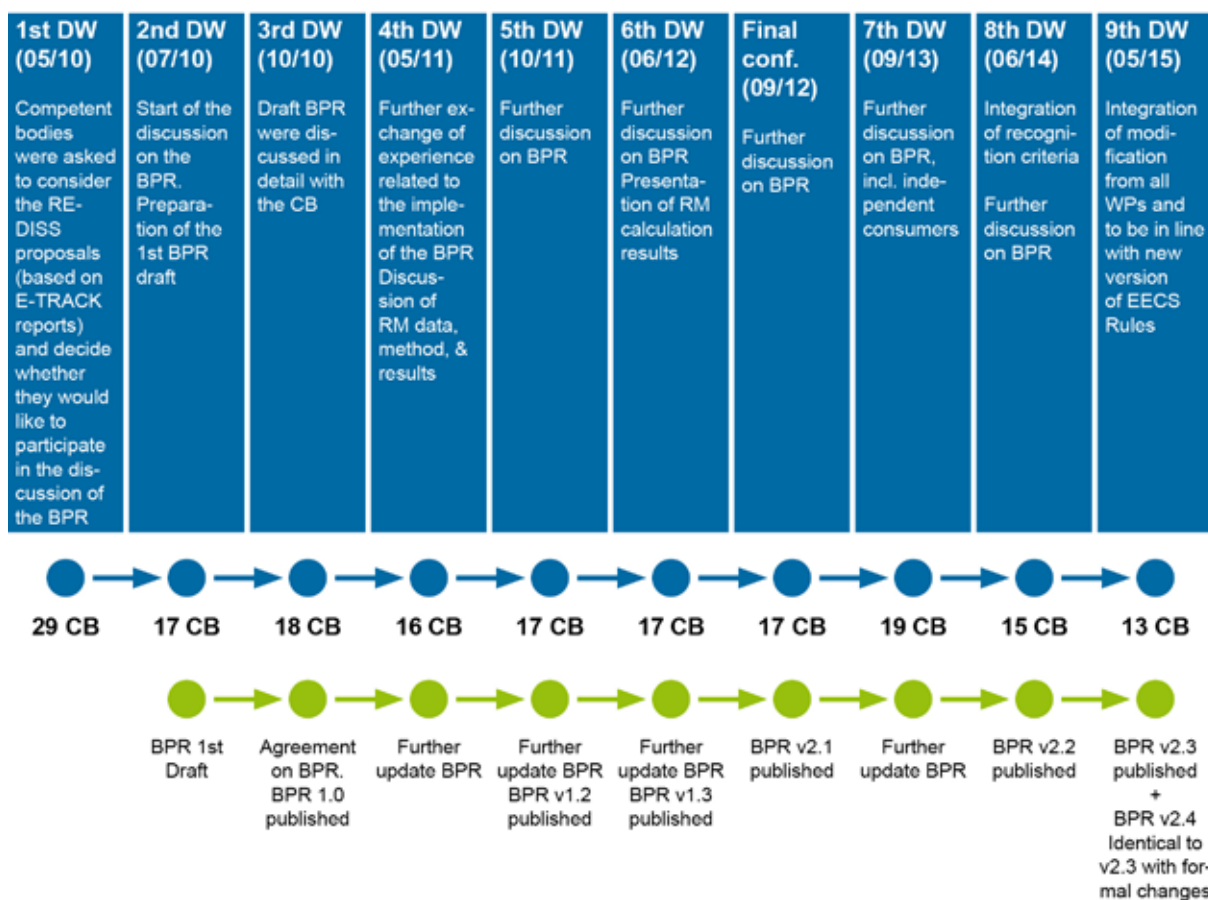 1st DW
(05/10)
Competent
bodies
were asked
to consider
the RE-
DISS
proposals
(based on
E-TRACK
reports)
and decide
whether
they would
like to
participate
in the dis-
cussion of
the BPR
2nd DW
(07/10)
Start of the
discussion
on the
BPR.
Prepara-
tion of the
1st BPR
draft
3rd DW
(10/10)
Draft BPR
were dis-
cussed in
detail with
the CB
4th DW
(05/11)
Further ex-
change of
experience
related to
the imple-
mentation
of the BPR
Discus-
sion of
RM data,
method, &
results
5th DW
(10/11)
Further
discussion
on BPR
6th DW
(06/12)
Further
discussion
on BPR
Presenta-
tion of RM
calculation
results
Final
conf.
(09/12)
Further
discussion
on BPR
7th DW
(09/13)
Further
discussion
on BPR,
incl. inde-
pendent
consumers
8th DW
(06/14)
Integration
of recogni-
tion criteria
Further
discussion
on BPR
9th DW
(05/15)
Integration
of modi-
fication
from all
WPs and
to be in line
with new
version
of EECS
Rules
29 CB
17 CB
18 CB
16 CB
17 CB
17 CB
17 CB
19 CB
15 CB
13 CB
BPR 1st
Draft
Agreement
on BPR.
BPR 1.0
published
Further
update BPR
Further
update BPR
BPR v1.2
published
Further
update BPR
BPR v1.3
published
BPR v2.1
published
Further
update BPR
BPR v2.2
published
BPR v2.3
published
+
BPR v2.4
Identical to
v2.3 with for-
mal changes